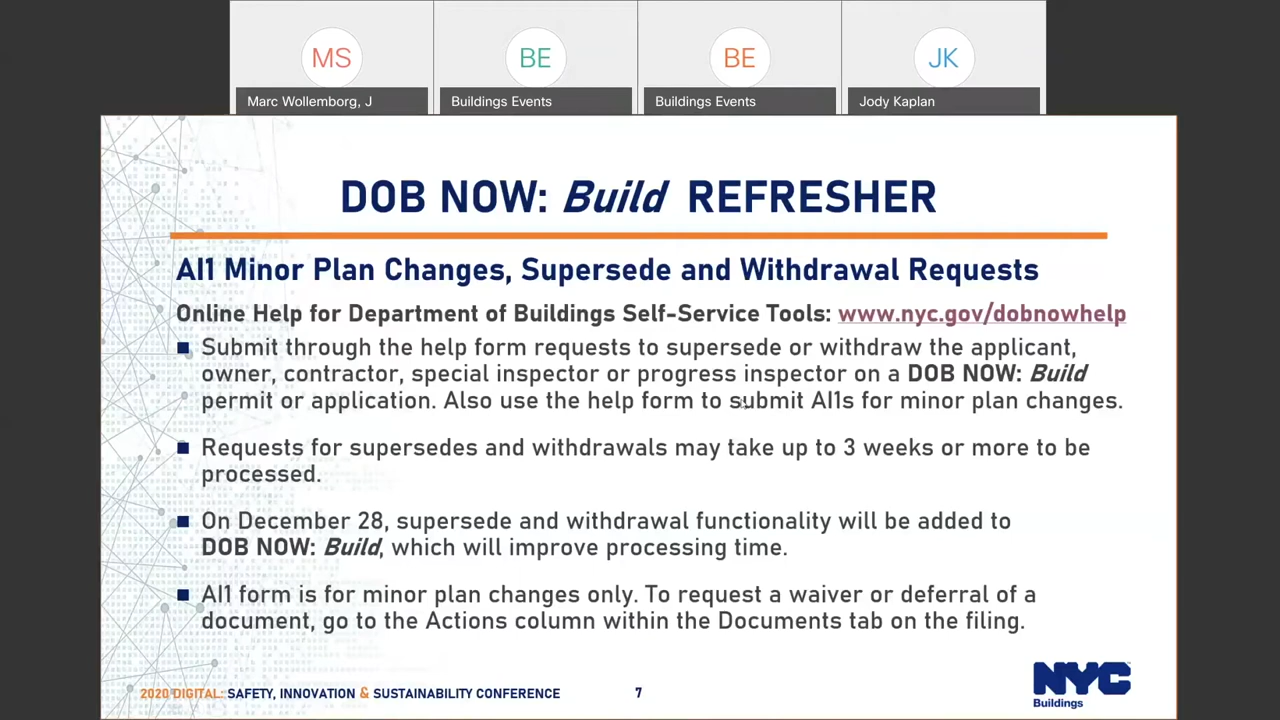 MS
BE
BE
JK
Marc Wollemborg, J
Buildings Events
Buildings Events
Jody Kaplan
DOB NOW: Build REFRESHER
AI1 Minor Plan Changes, Supersede and Withdrawal Requests
Online Help for Department of Buildings Self-Service Tools: www.nyc.gov/dobnowhelp
Submit through the help form requests to supersede or withdraw the applicant,
owner, contractor, special inspector or progress inspector on a DOB NOW: Build
permit or application. Also use the help form to submit AI1s for minor plan changes.
Requests for supersedes and withdrawals may take up to 3 weeks or more to be
processed.
On December 28, supersede and withdrawal functionality will be added to
DOB NOW: Build, which will improve processing time.
AI1 form is for minor plan changes only. To request a waiver or deferral of a
document, go to the Actions column within the Documents tab on the filing.
2020 DIGITAL: SAFETY, INNOVATION & SUSTAINABILITY CONFERENCE
7
NYC
Buildings